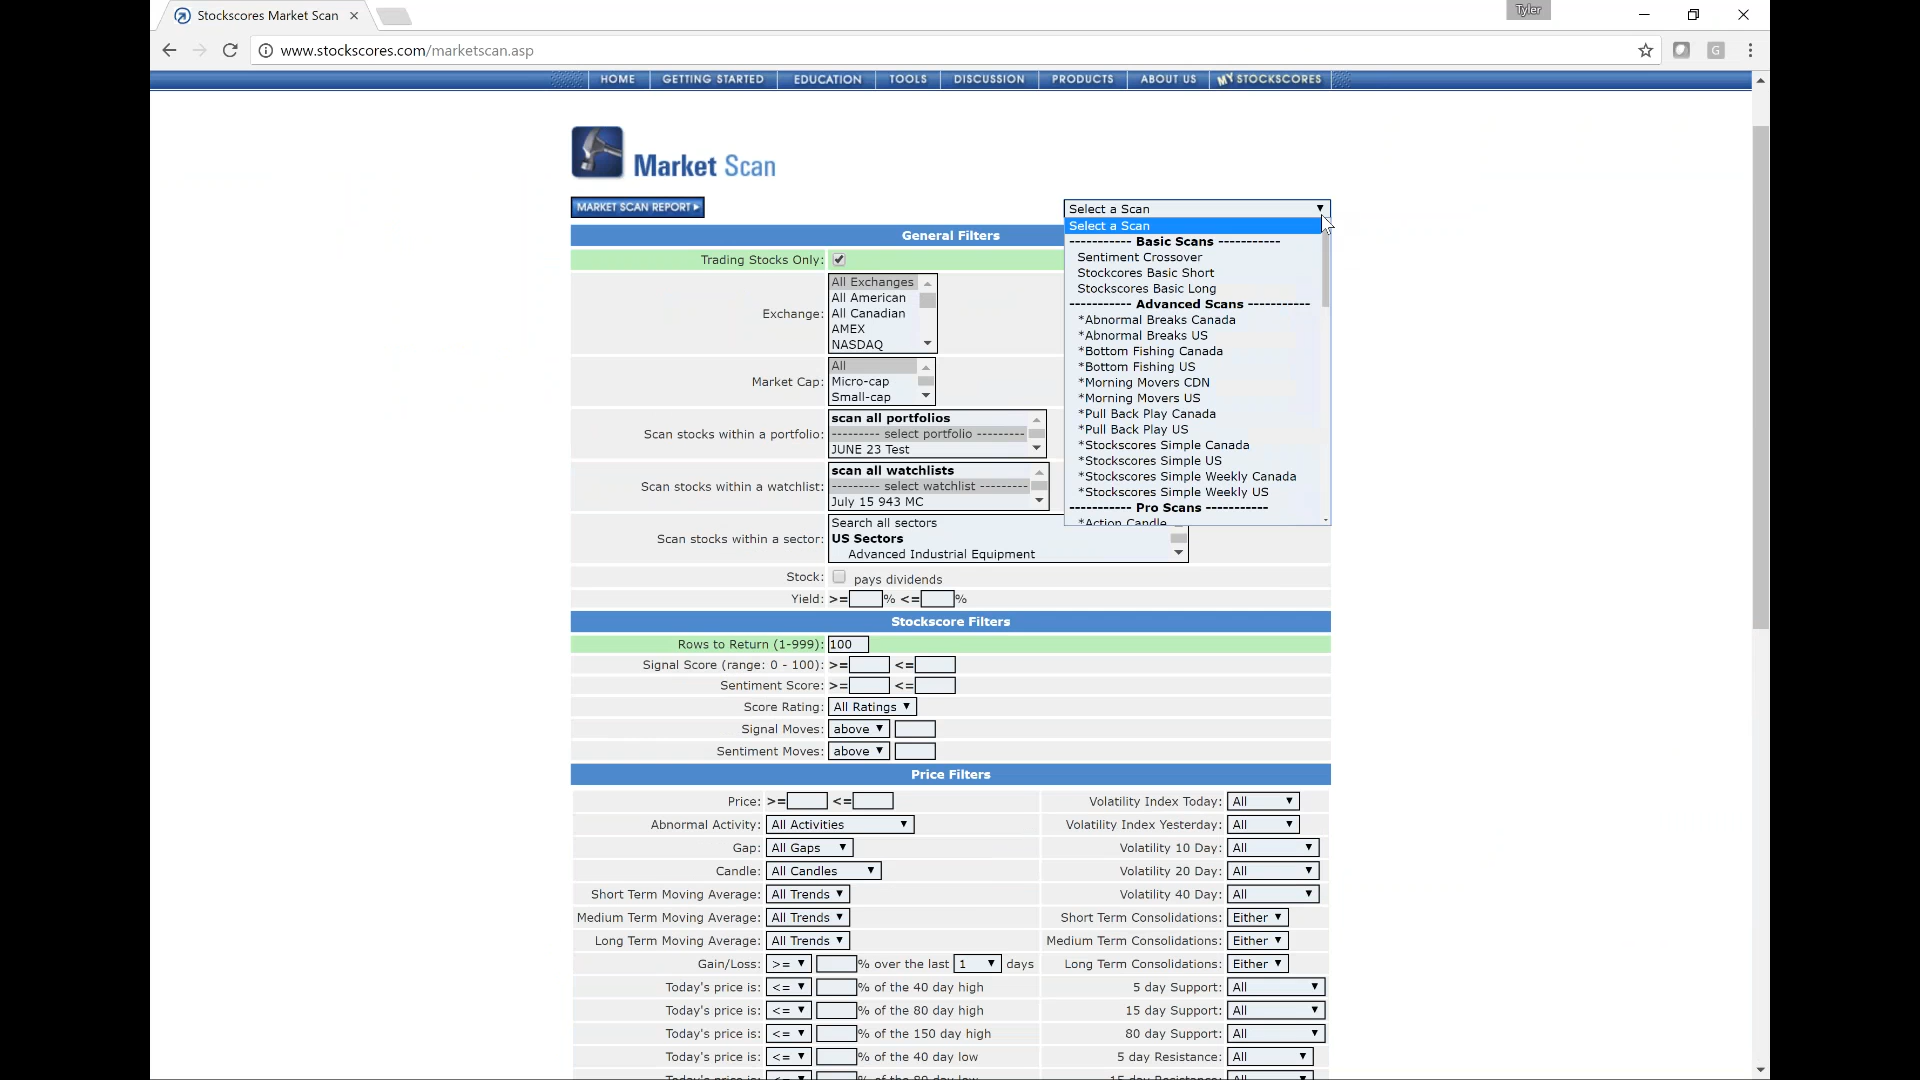 Stockscores Market Scan
Tyler
www.stockscores.com/marketscan.asp
G
HOME GETTING STARTED EDUCATION TOOLS DISCUSSION PRODUCTS ABOUT US MY STOCKSCORES
Market Scan
MARKET SCAN REPORT
Select a Scan
Select a Scan
----------- Basic Scans -----------
Sentiment Crossover
Stockcores Basic Short
Stockscores Basic Long
----------- Advanced Scans -----------
*Abnormal Breaks Canada
*Abnormal Breaks US
*Bottom Fishing Canada
*Bottom Fishing US
*Morning Movers CDN
*Morning Movers US
*Pull Back Play Canada
*Pull Back Play US
*Stockscores Simple Canada
*Stockscores Simple US
*Stockscores Simple Weekly Canada
*Stockscores Simple Weekly US
----------- Pro Scans -----------
*Action Candle
General Filters
Trading Stocks Only:
Exchange: All Exchanges
All American
All Canadian
AMEX
NASDAQ
Market Cap: All
Micro-cap
Small-cap
Scan stocks within a portfolio: scan all portfolios
--------- select portfolio ---------
JUNE 23 Test
Scan stocks within a watchlist: scan all watchlists
--------- select watchlist ---------
July 15 943 MC
Scan stocks within a sector: Search all sectors
US Sectors
Advanced Industrial Equipment
Stock: pays dividends
Yield: >= % <= %
Stockscore Filters
Rows to Return (1-999): 100
Signal Score (range: 0 - 100): >= <=
Sentiment Score: >= <=
Score Rating: All Ratings
Signal Moves: above
Sentiment Moves: above
Price Filters
Price: >= <= Volatility Index Today: All
Abnormal Activity: All Activities Volatility Index Yesterday: All
Gap: All Gaps Volatility 10 Day: All
Candle: All Candles Volatility 20 Day: All
Short Term Moving Average: All Trends Volatility 40 Day: All
Medium Term Moving Average: All Trends Short Term Consolidations: Either
Long Term Moving Average: All Trends Medium Term Consolidations: Either
Gain/Loss: >= % over the last 1 days Long Term Consolidations: Either
Today's price is: <= % of the 40 day high 5 day Support: All
Today's price is: <= % of the 80 day high 15 day Support: All
Today's price is: <= % of the 150 day high 80 day Support: All
Today's price is: <= % of the 40 day low 5 day Resistance: All
Today's price is: <= % of the 80 day low 15 day Resistance: All